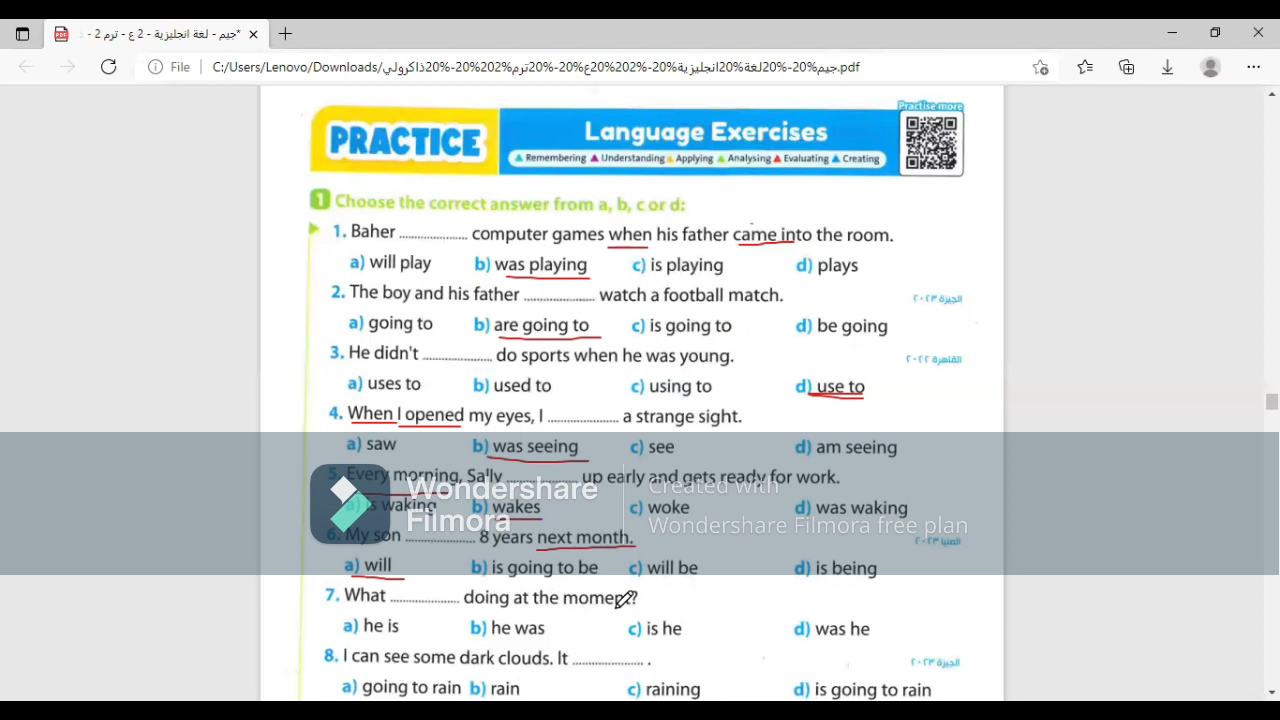 *جيم - لغة انجليزية - 2 ع - ترم 2 - د
File
C:/Users/Lenovo/Downloads/جيم%20-%20لغة%20انجليزية%20-%202%20ع%20-%20ترم%202%20-%20ذاكرولي.pdf
Practise more
PRACTICE
Language Exercises
Remembering Understanding Applying Analysing Evaluating Creating
1 Choose the correct answer from a, b, c or d:
1. Baher .................. computer games when his father came into the room.
a) will play b) was playing c) is playing d) plays
2. The boy and his father .................. watch a football match. الجيزة ٢٠٢٣
a) going to b) are going to c) is going to d) be going
3. He didn't .................. do sports when he was young. القاهرة ٢٠٢٢
a) uses to b) used to c) using to d) use to
4. When I opened my eyes, I .................. a strange sight.
a) saw b) was seeing c) see d) am seeing
5. Every morning, Sally .................. up early and gets ready for work.
a) is waking b) wakes c) woke d) was waking
6. My son .................. 8 years next month. المنيا ٢٠٢٣
a) will b) is going to be c) will be d) is being
7. What .................. doing at the moment?
a) he is b) he was c) is he d) was he
8. I can see some dark clouds. It .................. . الجيزة ٢٠٢٣
a) going to rain b) rain c) raining d) is going to rain
Wondershare
Filmora
Created with
Wondershare Filmora free plan